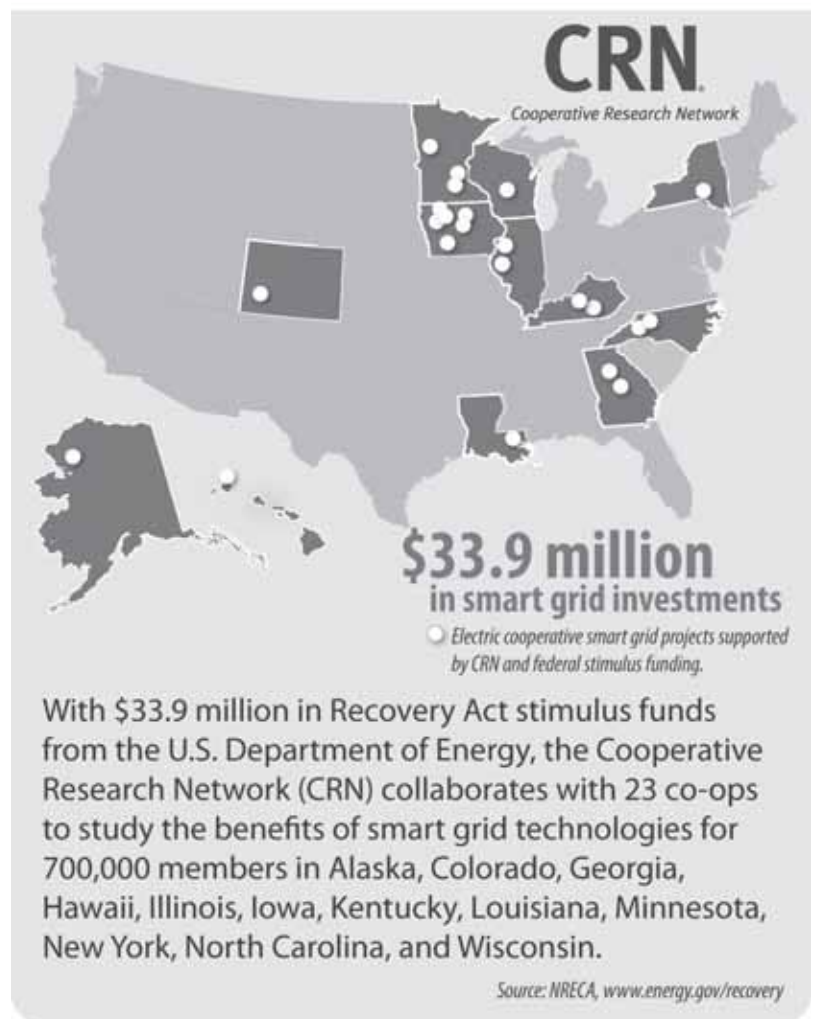 CRN.
Cooperative Research Network
$33.9 million
in smart grid investments
Electric cooperative smart grid projects supported
by CRN and federal stimulus funding.
With $33.9 million in Recovery Act stimulus funds
from the U.S. Department of Energy, the Cooperative
Research Network (CRN) collaborates with 23 co-ops
to study the benefits of smart grid technologies for
700,000 members in Alaska, Colorado, Georgia,
Hawaii, Illinois, Iowa, Kentucky, Louisiana, Minnesota,
New York, North Carolina, and Wisconsin.
Source: NRECA, www.energy.gov/recovery